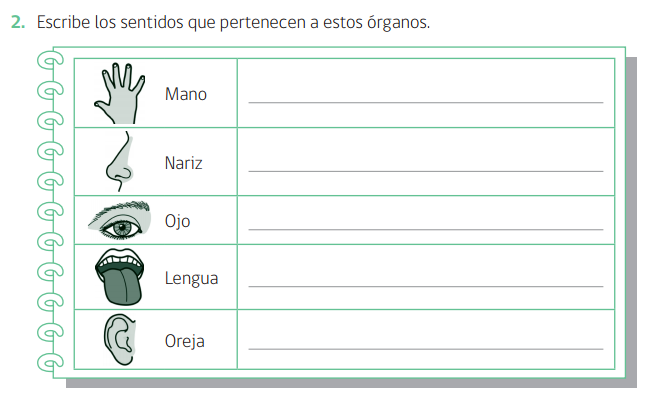 2. Escribe los sentidos que pertenecen a estos órganos.
Mano
Nariz
Ojo
Lengua
Oreja